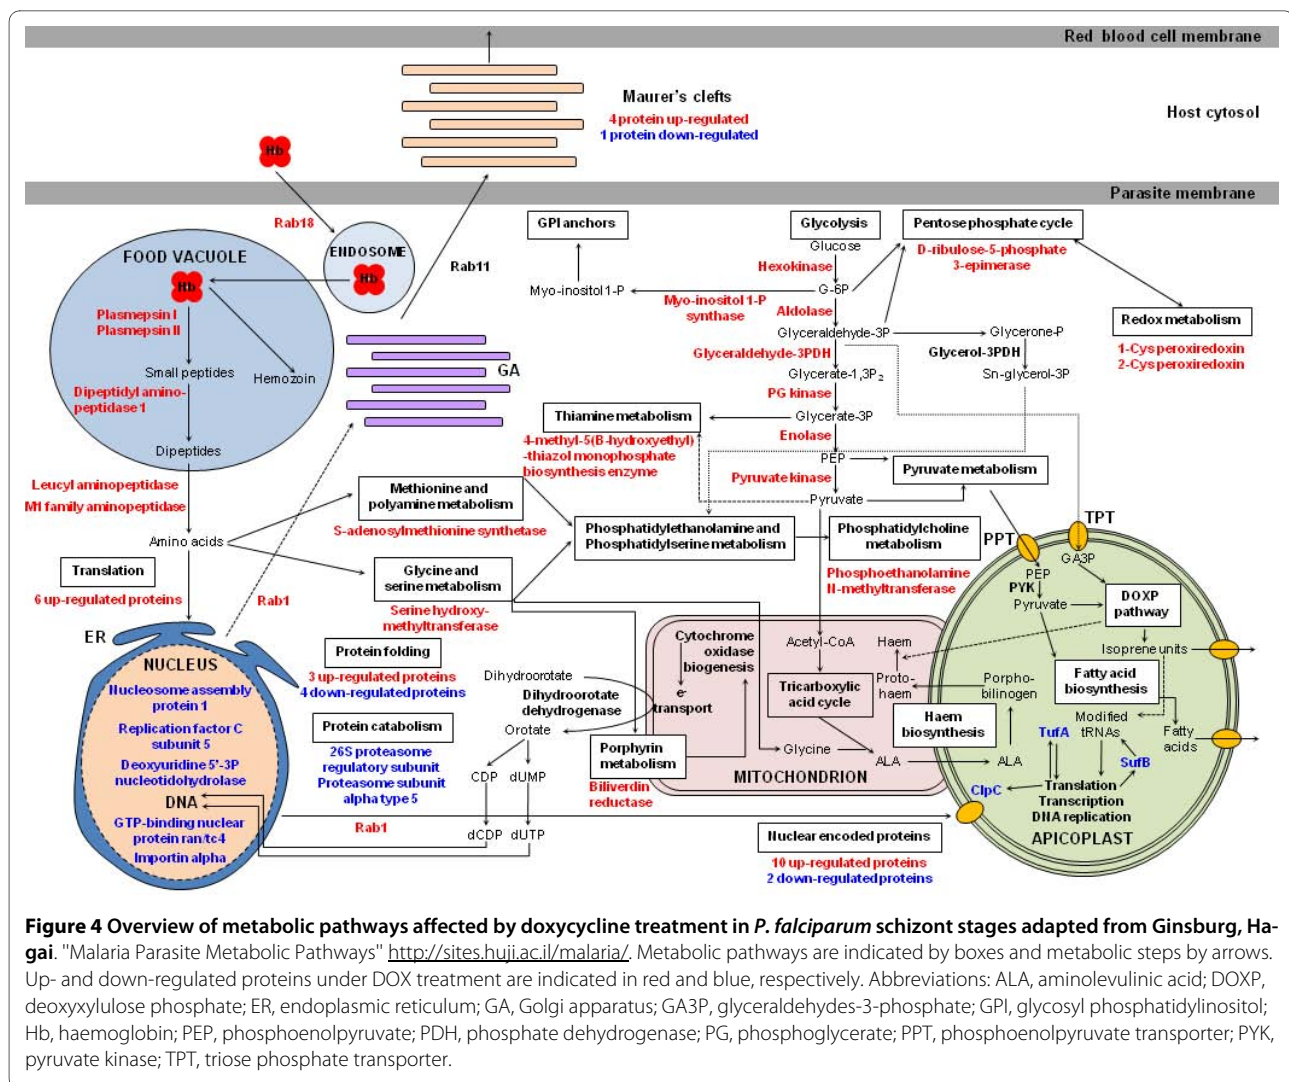 Red blood cell membrane
Maurer's clefts
4 protein up-regulated
1 protein down-regulated
Host cytosol
Hb
Parasite membrane
Rab18
ENDOSOME
Hb
Rab11
FOOD VACUOLE
Hb
Plasmepsin I
Plasmepsin II
Small peptides
Hemozoin
Dipeptidyl amino-
peptidase 1
Dipeptides
GA
Leucyl aminopeptidase
M1 family aminopeptidase
Amino acids
Translation
6 up-regulated proteins
Rab1
GPI anchors
Glycolysis
Pentose phosphate cycle
Glucose
D-ribulose-5-phosphate
3-epimerase
Hexokinase
Myo-inositol 1-P
G-6P
Myo-inositol 1-P
synthase
Aldolase
Redox metabolism
1-Cys peroxiredoxin
2-Cys peroxiredoxin
Glyceraldehyde-3P
Glycerone-P
Glyceraldehyde-3PDH
Glycerol-3PDH
Glycerate-1,3P₂
Sn-glycerol-3P
PG kinase
Thiamine metabolism
Glycerate-3P
4-methyl-5(B-hydroxyethyl)
-thiazol monophosphate
biosynthesis enzyme
Enolase
PEP
Pyruvate metabolism
Pyruvate kinase
Pyruvate
Methionine and
polyamine metabolism
S-adenosylmethionine synthetase
Phosphatidylethanolamine and
Phosphatidylserine metabolism
Phosphatidylcholine
metabolism
Phosphoethanolamine
N-methyltransferase
Glycine and
serine metabolism
Serine hydroxy-
methyltransferase
TPT
PPT
GA3P
PEP
PYK
Pyruvate
DOXP
pathway
Isoprene units
Fatty acid
biosynthesis
Porpho-
bilinogen
Modified
tRNAs
Fatty
acids
TufA
SufB
ALA
ClpC
Translation
Transcription
DNA replication
APICOPLAST
Haem
biosynthesis
Cytochrome
oxidase
biogenesis
Acetyl-CoA
Haem
Proto-
haem
e-
transport
Tricarboxylic
acid cycle
Glycine
ALA
MITOCHONDRION
Porphyrin
metabolism
Biliverdin
reductase
ER
NUCLEUS
Nucleosome assembly
protein 1
Replication factor C
subunit 5
Deoxyuridine 5'-3P
nucleotidohydrolase
DNA
GTP-binding nuclear
protein ran/tc4
Importin alpha
Protein folding
3 up-regulated proteins
4 down-regulated proteins
Protein catabolism
26S proteasome
regulatory subunit
Proteasome subunit
alpha type 5
Dihydroorotate
Dihydroorotate
dehydrogenase
Orotate
CDP
dUMP
dCDP
dUTP
Rab1
Nuclear encoded proteins
10 up-regulated proteins
2 down-regulated proteins
Figure 4 Overview of metabolic pathways affected by doxycycline treatment in P. falciparum schizont stages adapted from Ginsburg, Ha-
gai. "Malaria Parasite Metabolic Pathways" http://sites.huji.ac.il/malaria/. Metabolic pathways are indicated by boxes and metabolic steps by arrows.
Up- and down-regulated proteins under DOX treatment are indicated in red and blue, respectively. Abbreviations: ALA, aminolevulinic acid; DOXP,
deoxyxylulose phosphate; ER, endoplasmic reticulum; GA, Golgi apparatus; GA3P, glyceraldehydes-3-phosphate; GPI, glycosyl phosphatidylinositol;
Hb, haemoglobin; PEP, phosphoenolpyruvate; PDH, phosphate dehydrogenase; PG, phosphoglycerate; PPT, phosphoenolpyruvate transporter; PYK,
pyruvate kinase; TPT, triose phosphate transporter.